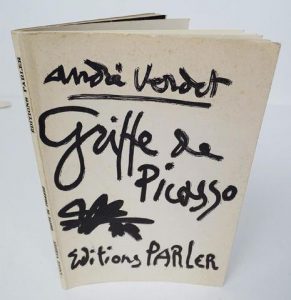 André Verdet
Griffe de
Picasso
Editions PARLER
EDITIONS PARLER